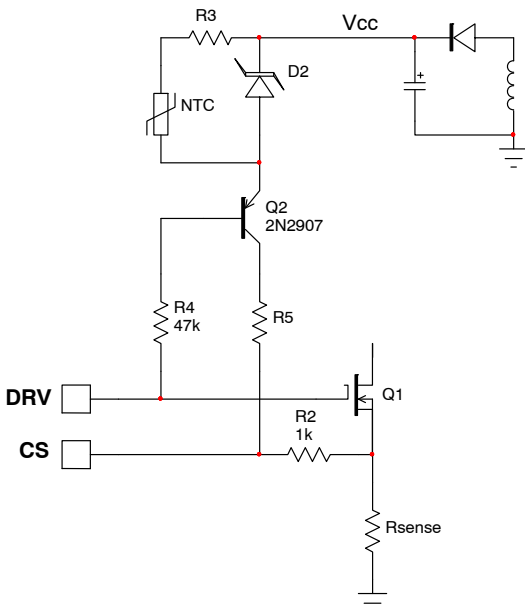 R3
Vcc
D2
+
NTC
Q2
2N2907
R4
47k
R5
DRV
Q1
R2
1k
CS
Rsense